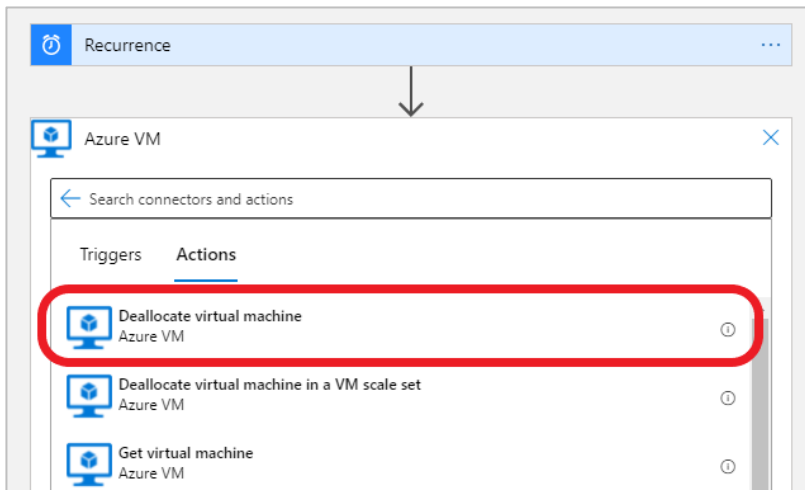 Recurrence
Azure VM
Search connectors and actions
Triggers Actions
Deallocate virtual machine
Azure VM
Deallocate virtual machine in a VM scale set
Azure VM
Get virtual machine
Azure VM